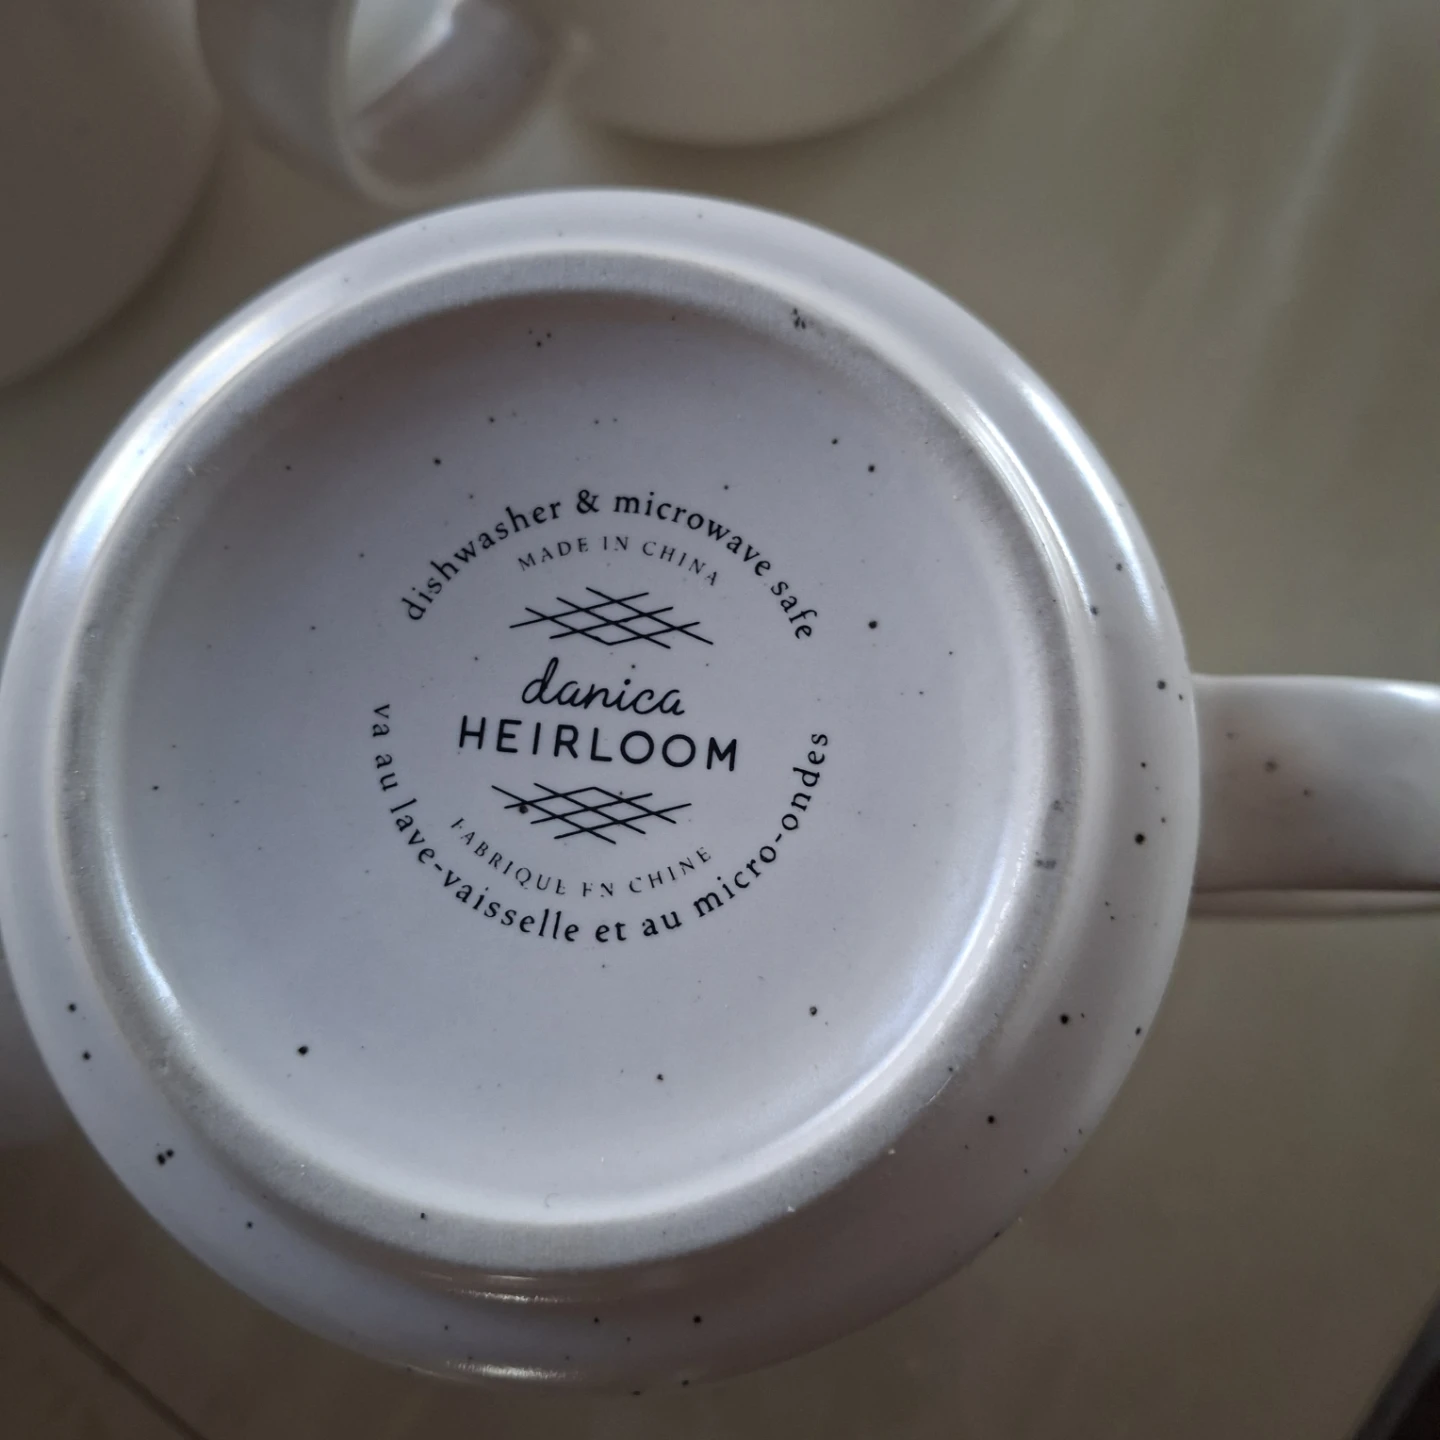 dishwasher & microwave safe
MADE IN CHINA
danica
HEIRLOOM
FABRIQUE EN CHINE
va au lave-vaisselle et au micro-ondes